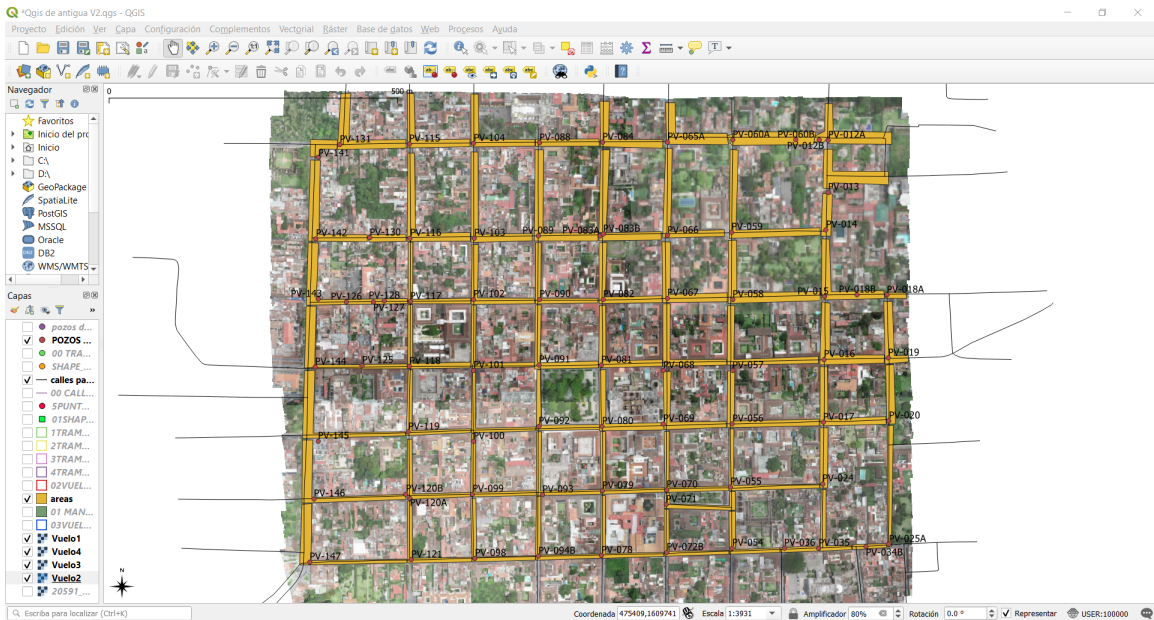 *Qgis de antigua V2.qgs - QGIS
Proyecto Edición Ver Capa Configuración Complementos Vectorial Ráster Base de datos Web Procesos Ayuda
Navegador
Favoritos
Inicio del prc
Inicio
C:\
D:\
GeoPackage
SpatiaLite
PostGIS
MSSQL
Oracle
DB2
WMS/WMTS
Capas
pozos d...
POZOS ...
00 TRA...
SHAPE_...
calles pa...
00 CALL...
5PUNT...
01SHAP...
1TRAM...
2TRAM...
3TRAM...
4TRAM...
02VUEL...
areas
01 MAN...
03VUEL...
Vuelo1
Vuelo4
Vuelo3
Vuelo2
20591_...
0 500
PV-131 PV-115 PV-104 PV-088 PV-084 PV-065A PV-060A PV-060B PV-012A
PV-012B
PV-141
PV-013
PV-142 PV-130 PV-116 PV-103 PV-089 PV-083A PV-083B PV-066 PV-059 PV-014
PV-143 PV-126 PV-128 PV-117 PV-102 PV-090 PV-082 PV-067 PV-058 PV-015 PV-018B PV-018A
PV-127
PV-144 PV-125 PV-118 PV-101 PV-091 PV-081 PV-068 PV-057 PV-016 PV-019
PV-119 PV-092 PV-080 PV-069 PV-056 PV-017 PV-020
PV-145 PV-100
PV-146 PV-120B PV-099 PV-093 PV-079 PV-070 PV-055 PV-024
PV-120A PV-071
PV-147 PV-121 PV-098 PV-094B PV-078 PV-072B PV-054 PV-036 PV-035 PV-025A
PV-034B
N
Escriba para localizar (Ctrl+K) Coordenada 475409,1609741 Escala 1:3931 Amplificador 80% Rotación 0.0 ° Representar USER:100000